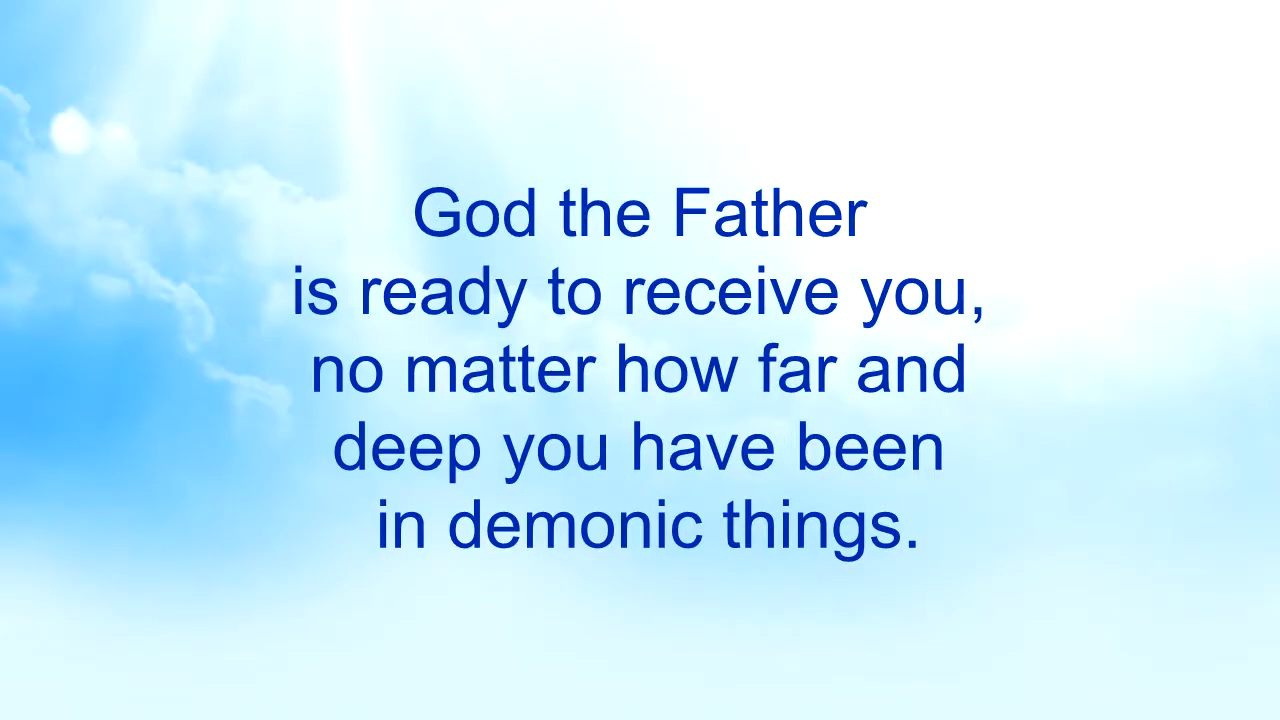 God the Father
is ready to receive you,
no matter how far and
deep you have been
in demonic things.